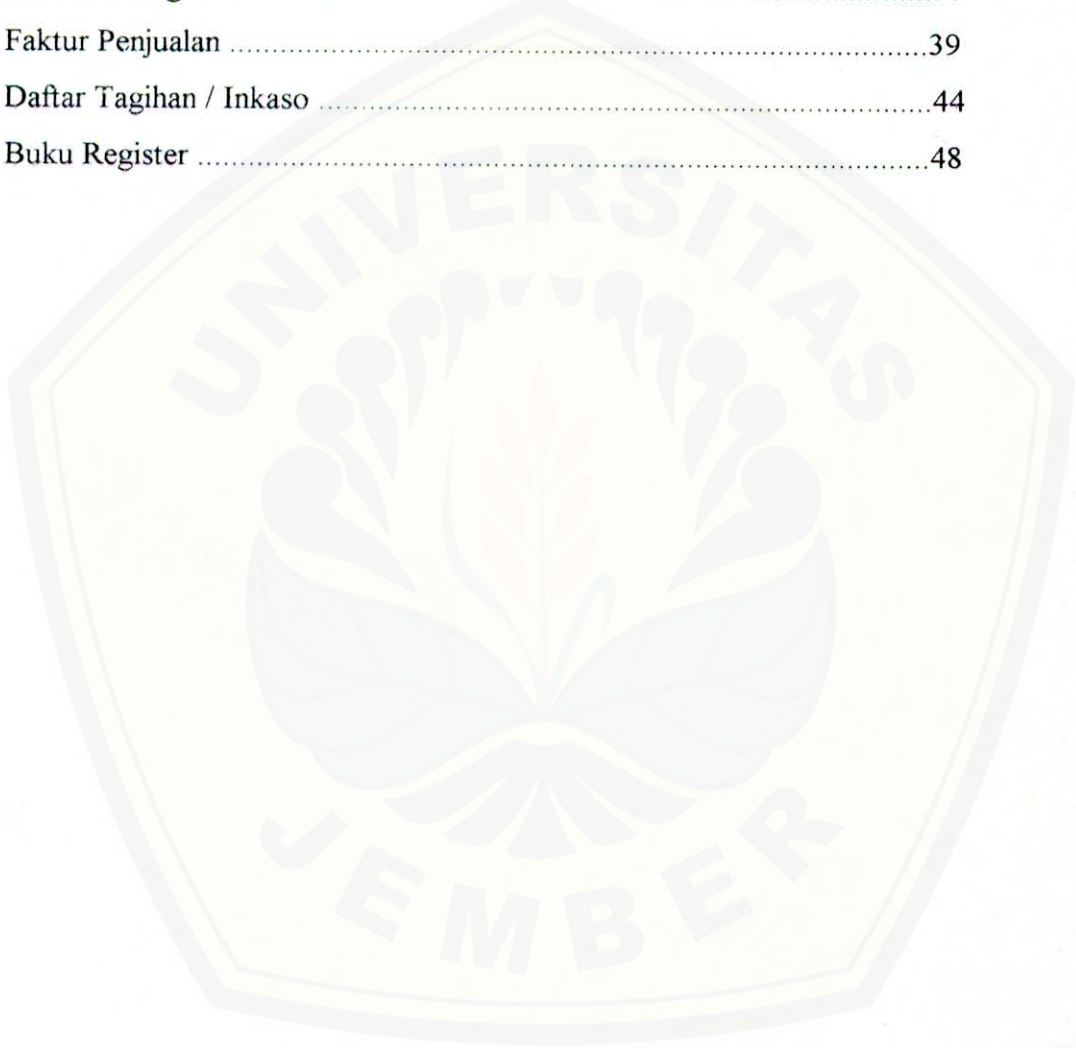 Faktur Penjualan ........................................................................39
Daftar Tagihan / Inkaso ................................................................44
Buku Register ...........................................................................48
UNIVERSITAS
JEMBER